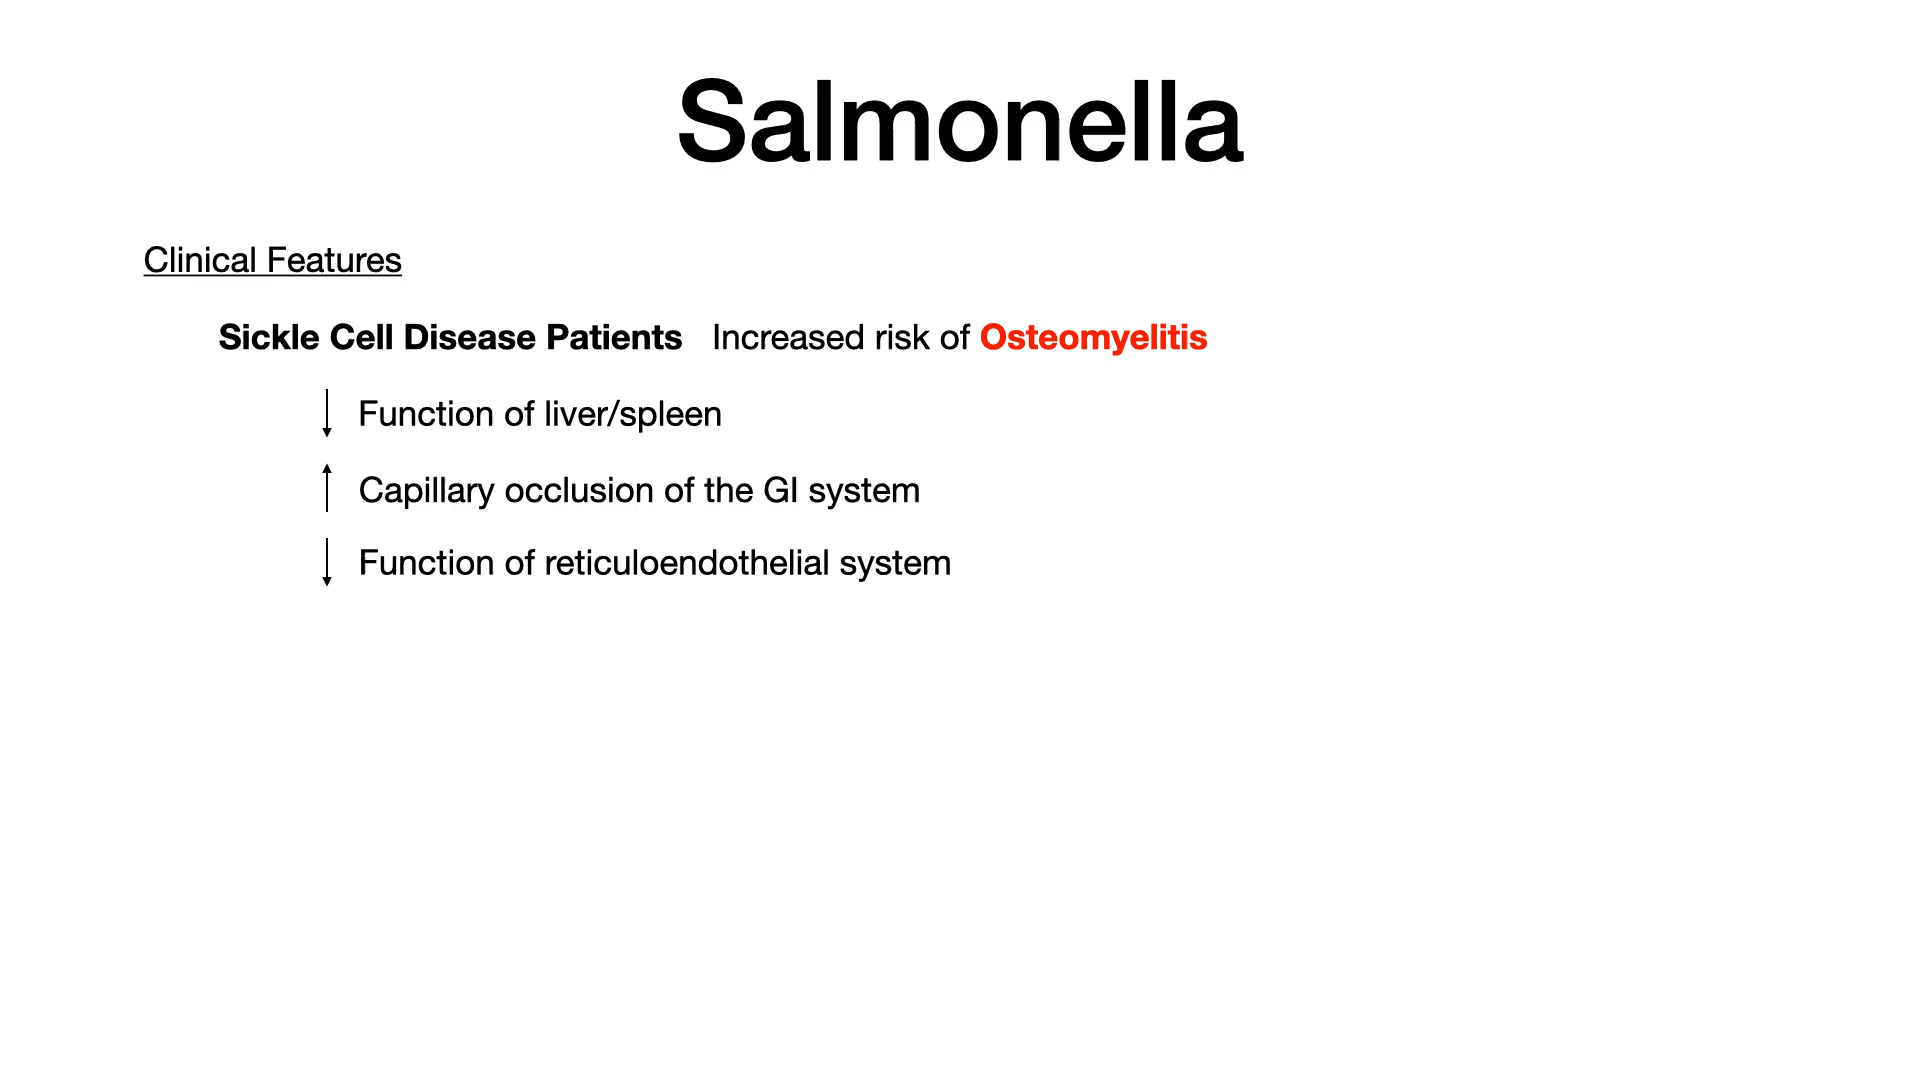 Salmonella
Clinical Features
Sickle Cell Disease Patients Increased risk of Osteomyelitis
Function of liver/spleen
Capillary occlusion of the GI system
Function of reticuloendothelial system